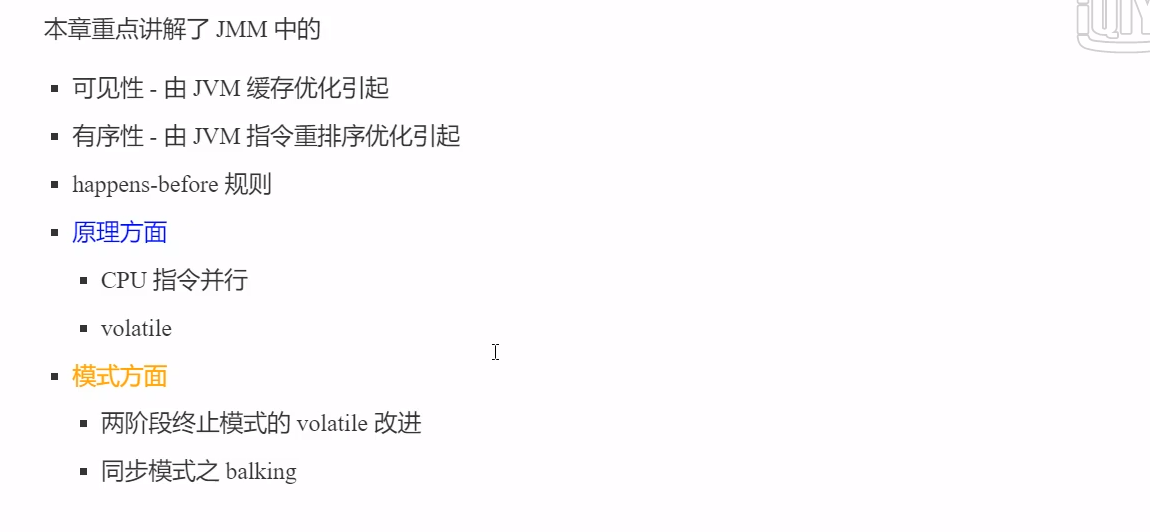 本章重点讲解了 JMM 中的
可见性 - 由 JVM 缓存优化引起
有序性 - 由 JVM 指令重排序优化引起
happens-before 规则
原理方面
CPU 指令并行
volatile
模式方面
两阶段终止模式的 volatile 改进
同步模式之 balking